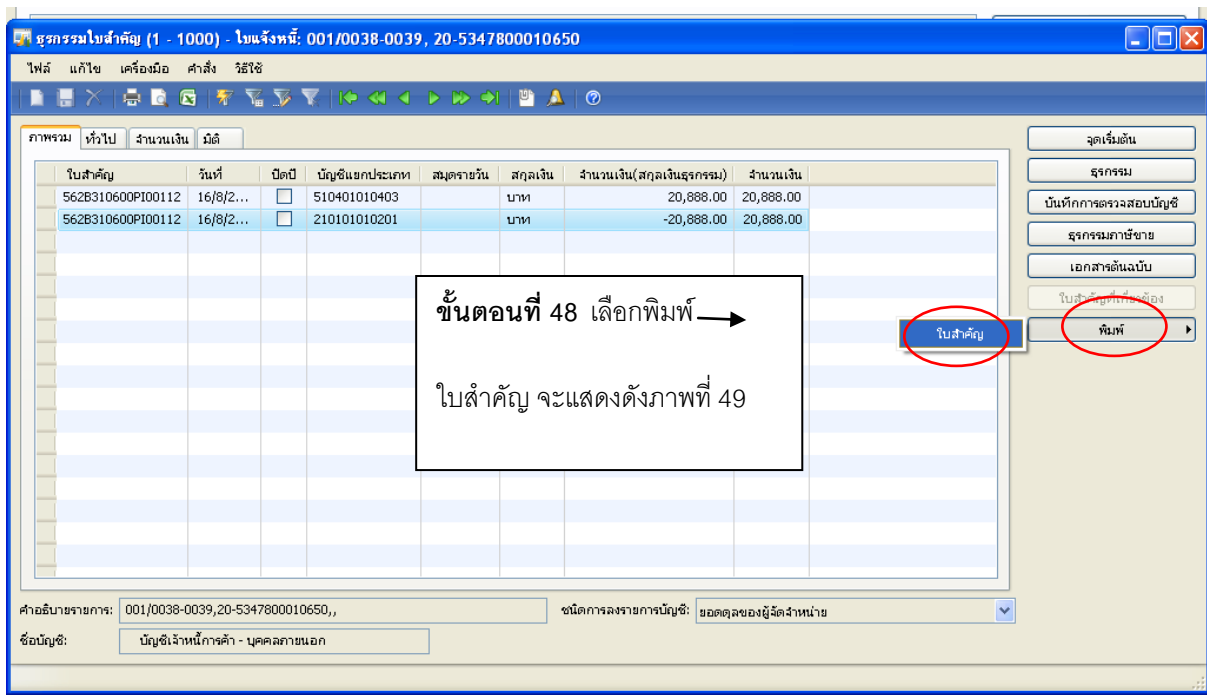 ธุรกรรมใบสำคัญ (1 - 1000) - ใบแจ้งหนี้: 001/0038-0039, 20-5347800010650
ไฟล์ แก้ไข เครื่องมือ คำสั่ง วิธีใช้
ภาพรวม ทั่วไป จำนวนเงิน มิติ
จุดเริ่มต้น
ใบสำคัญ วันที่ ปิดปี บัญชีแยกประเภท สมุดรายวัน สกุลเงิน จำนวนเงิน(สกุลเงินธุรกรรม) จำนวนเงิน
ธุรกรรม
562B310600PI00112 16/8/2... 510401010403 บาท 20,888.00 20,888.00
บันทึกการตรวจสอบบัญชี
562B310600PI00112 16/8/2... 210101010201 บาท -20,888.00 20,888.00
ธุรกรรมภาษีขาย
เอกสารต้นฉบับ
ใบสำคัญที่เกี่ยวข้อง
ขั้นตอนที่ 48 เลือกพิมพ์
ใบสำคัญ พิมพ์
ใบสำคัญ จะแสดงดังภาพที่ 49
คำอธิบายรายการ: 001/0038-0039,20-5347800010650,, ชนิดการลงรายการบัญชี: ยอดดุลของผู้จัดจำหน่าย
ชื่อบัญชี: บัญชีเจ้าหนี้การค้า - บุคคลภายนอก